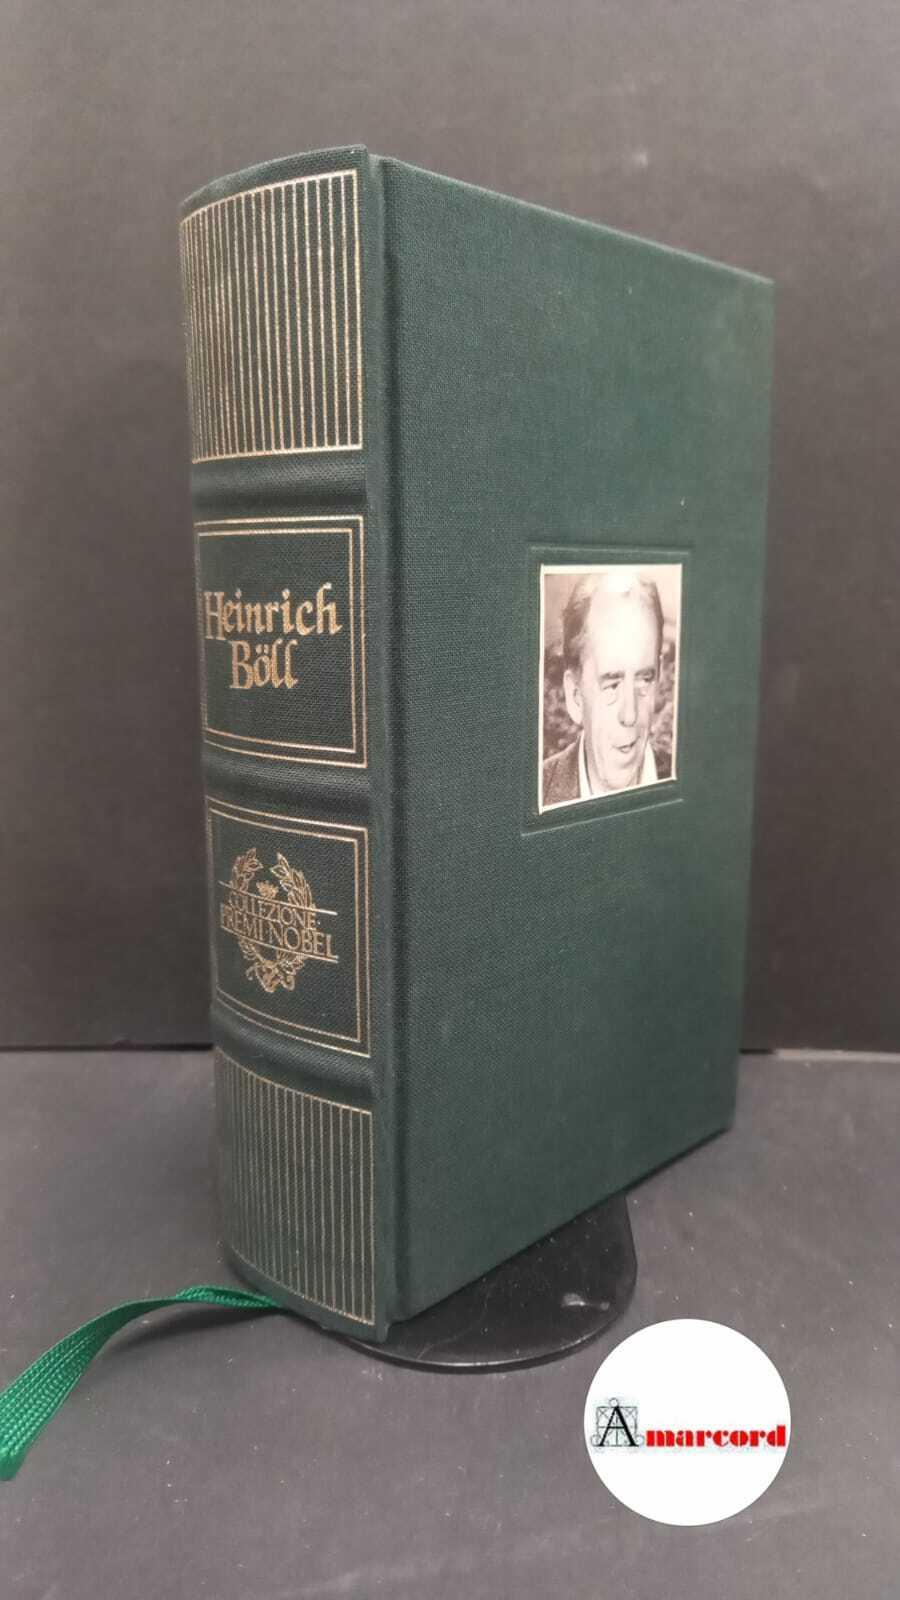 Heinrich
Böll
COLLEZIONE
PREMI NOBEL
Amarcord